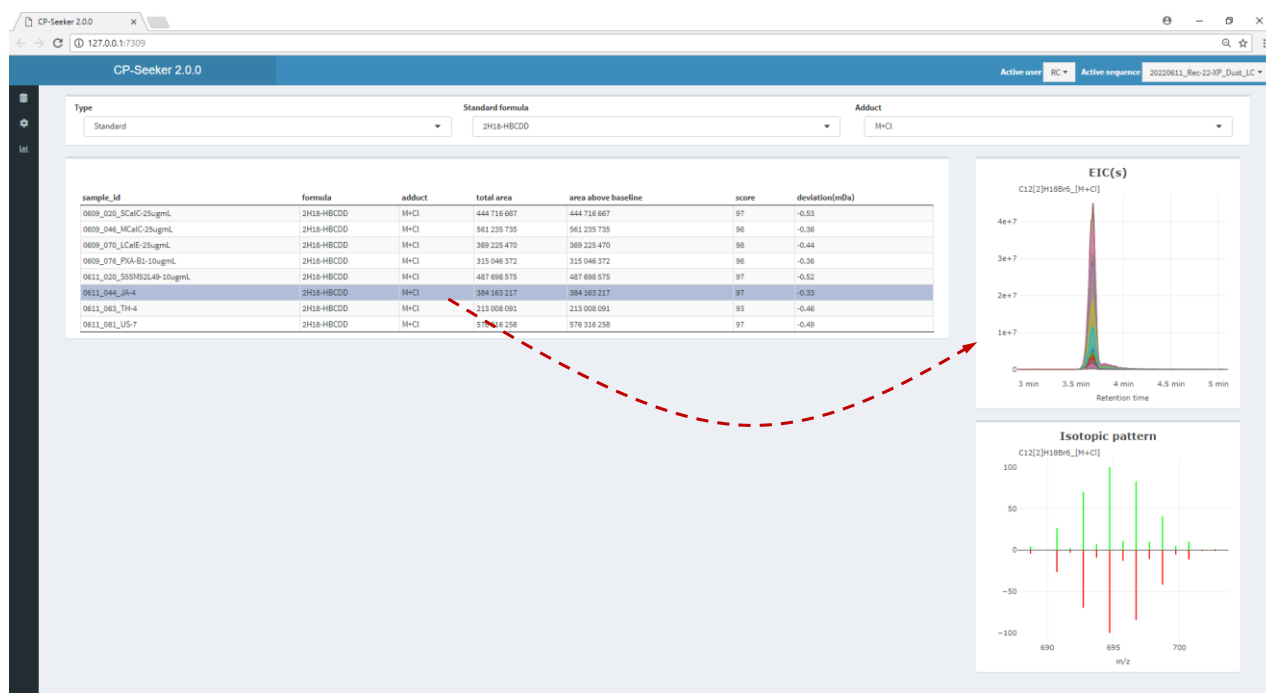 CP-Seeker 2.0.0
127.0.0.1:7309
CP-Seeker 2.0.0
Active user RC Active sequence 20220611_Rec-22-XP_Dust_LC
Type Standard formula Adduct
Standard 2H18-HBCDD M+Cl
sample_id formula adduct total area area above baseline score deviation(mDa)
0609_020_SCalC-25ugmL 2H18-HBCDD M+Cl 444 716 667 444 716 667 97 -0.53
0609_046_MCalC-25ugmL 2H18-HBCDD M+Cl 561 235 735 561 235 735 96 -0.36
0609_070_LCalE-25ugmL 2H18-HBCDD M+Cl 369 225 470 369 225 470 98 -0.44
0609_076_PXA-B1-10ugmL 2H18-HBCDD M+Cl 315 046 372 315 046 372 96 -0.36
0611_020_S55M52L49-10ugmL 2H18-HBCDD M+Cl 487 698 575 487 698 575 97 -0.52
0611_044_JA-4 2H18-HBCDD M+Cl 384 163 217 384 163 217 97 -0.33
0611_063_TH-4 2H18-HBCDD M+Cl 213 008 091 213 008 091 93 -0.46
0611_081_US-7 2H18-HBCDD M+Cl 576 316 258 576 316 258 97 -0.49
EIC(s)
C12[2]H18Br6_[M+Cl]
4e+7
3e+7
2e+7
1e+7
0
3 min 3.5 min 4 min 4.5 min 5 min
Retention time
Isotopic pattern
C12[2]H18Br6_[M+Cl]
100
50
0
−50
−100
690 695 700
m/z